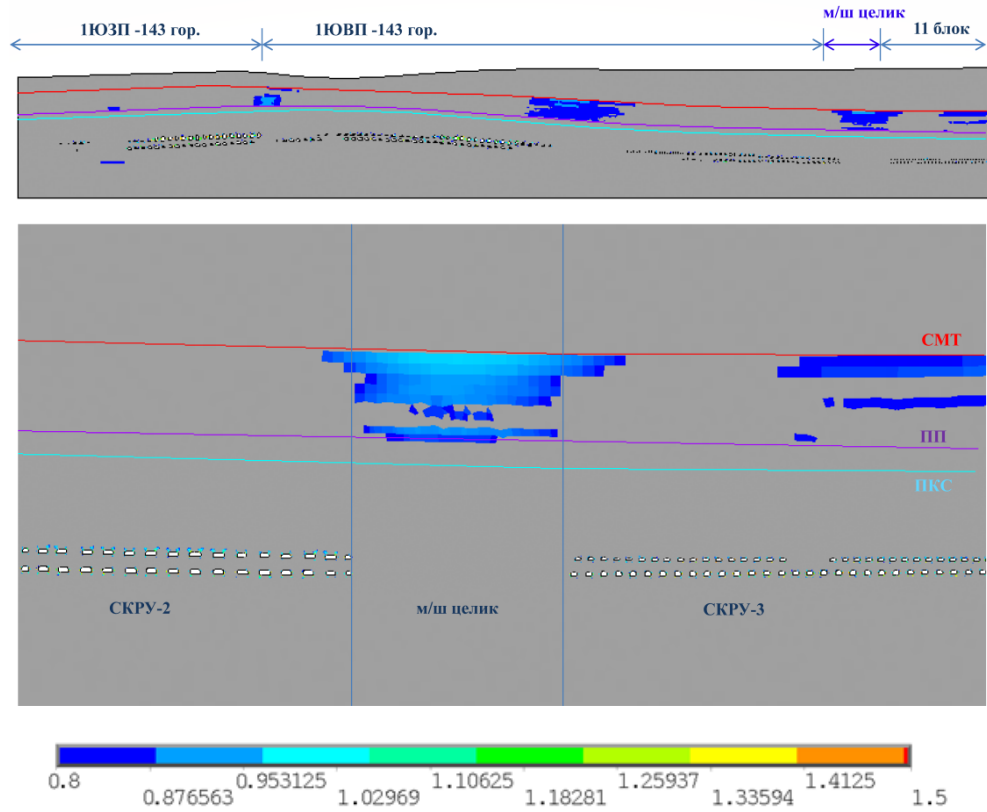 м/ш целик
1ЮЗП -143 гор.
1ЮВП -143 гор.
11 блок
СМТ
ПП
ПКС
СКРУ-2
м/ш целик
СКРУ-3
0.8
0.953125
1.10625
1.25937
1.4125
0.876563
1.02969
1.18281
1.33594
1.5